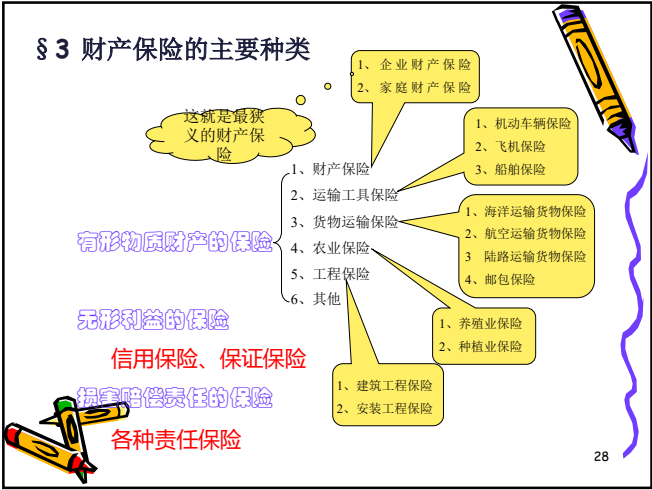 §3 财产保险的主要种类
1、企业财产保险
2、家庭财产保险
这就是最狭
义的财产保
险
1、机动车辆保险
2、飞机保险
3、船舶保险
1、财产保险
2、运输工具保险
3、货物运输保险
4、农业保险
5、工程保险
6、其他
1、海洋运输货物保险
2、航空运输货物保险
3 陆路运输货物保险
4、邮包保险
有形物质财产的保险
无形利益的保险
信用保险、保证保险
1、养殖业保险
2、种植业保险
损害赔偿责任的保险
各种责任保险
1、建筑工程保险
2、安装工程保险
28